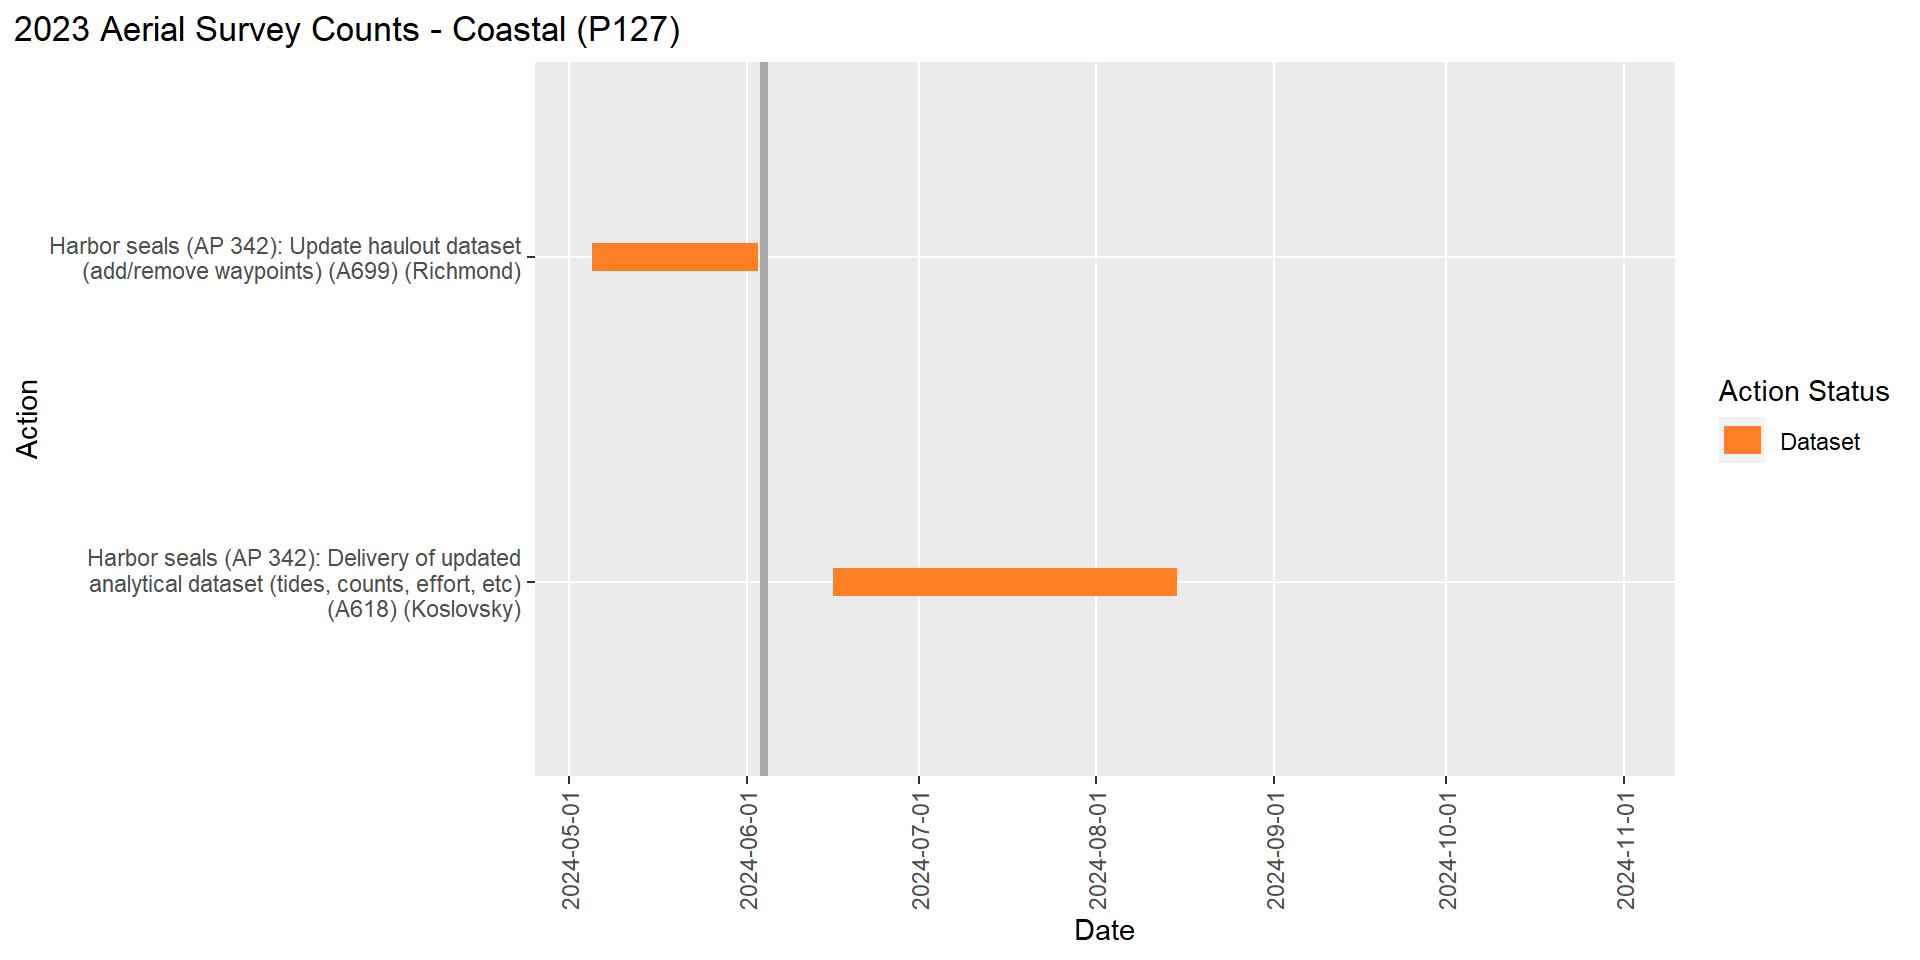 2023 Aerial Survey Counts - Coastal (P127)
Action
Harbor seals (AP 342): Update haulout dataset
(add/remove waypoints) (A699) (Richmond)
Harbor seals (AP 342): Delivery of updated
analytical dataset (tides, counts, effort, etc)
(A618) (Koslovsky)
2024-05-01
2024-06-01
2024-07-01
2024-08-01
2024-09-01
2024-10-01
2024-11-01
Date
Action Status
Dataset